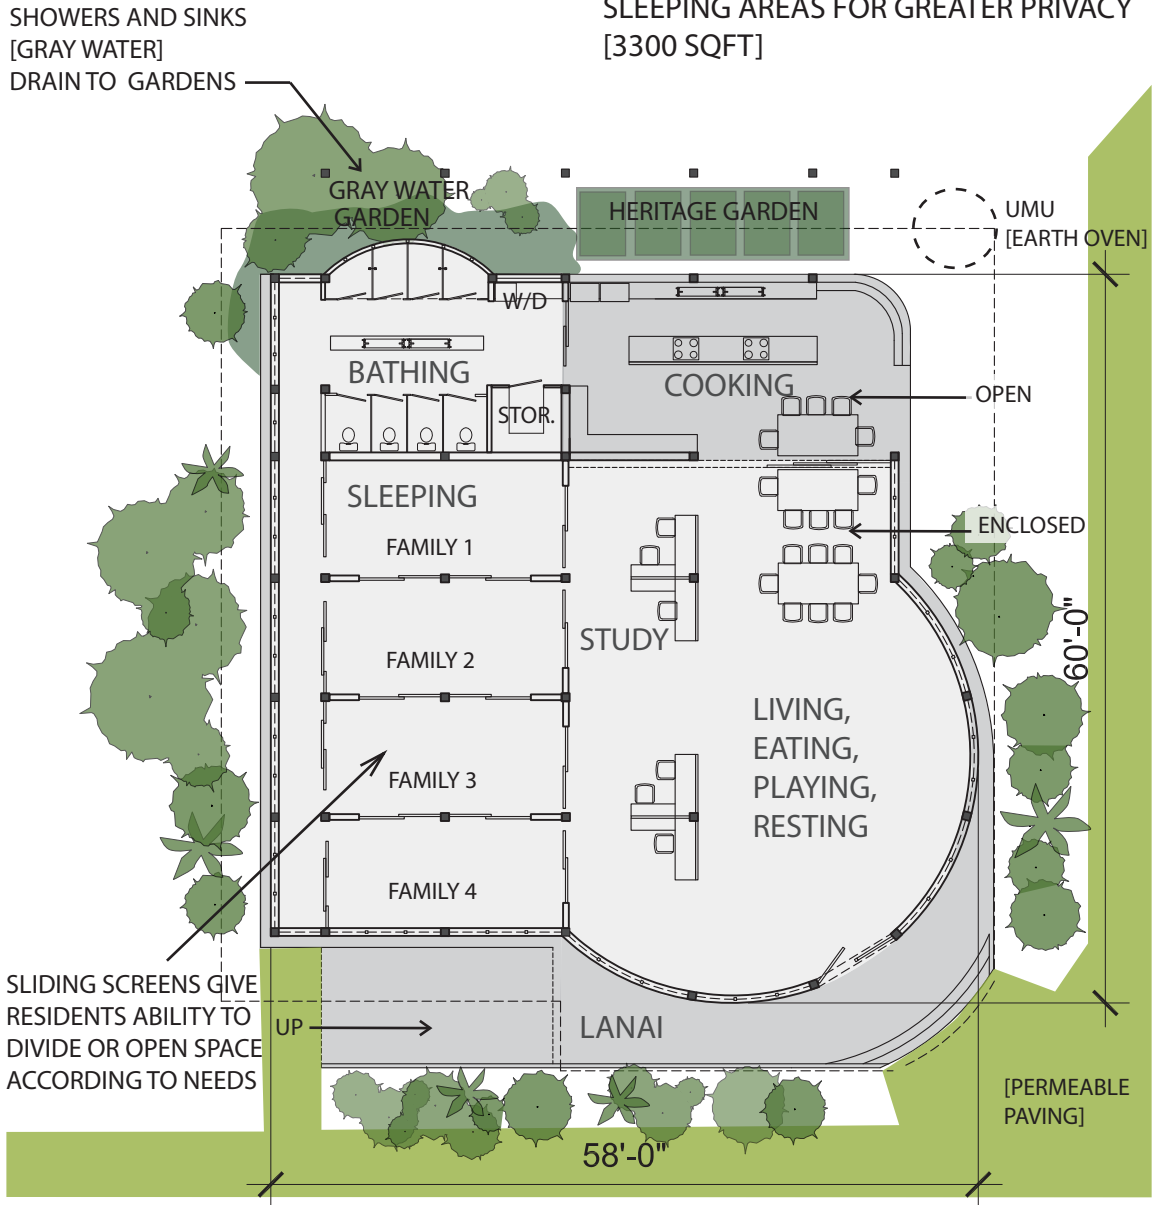 SHOWERS AND SINKS
[GRAY WATER]
DRAIN TO GARDENS
SLEEPING AREAS FOR GREATER PRIVACY
[3300 SQFT]
GRAY WATER
GARDEN
HERITAGE GARDEN
UMU
[EARTH OVEN]
W/D
BATHING
COOKING
OPEN
STOR.
SLEEPING
ENCLOSED
FAMILY 1
STUDY
60'-0"
FAMILY 2
LIVING,
EATING,
PLAYING,
RESTING
FAMILY 3
FAMILY 4
SLIDING SCREENS GIVE
RESIDENTS ABILITY TO
DIVIDE OR OPEN SPACE
ACCORDING TO NEEDS
UP
LANAI
[PERMEABLE
PAVING]
58'-0"